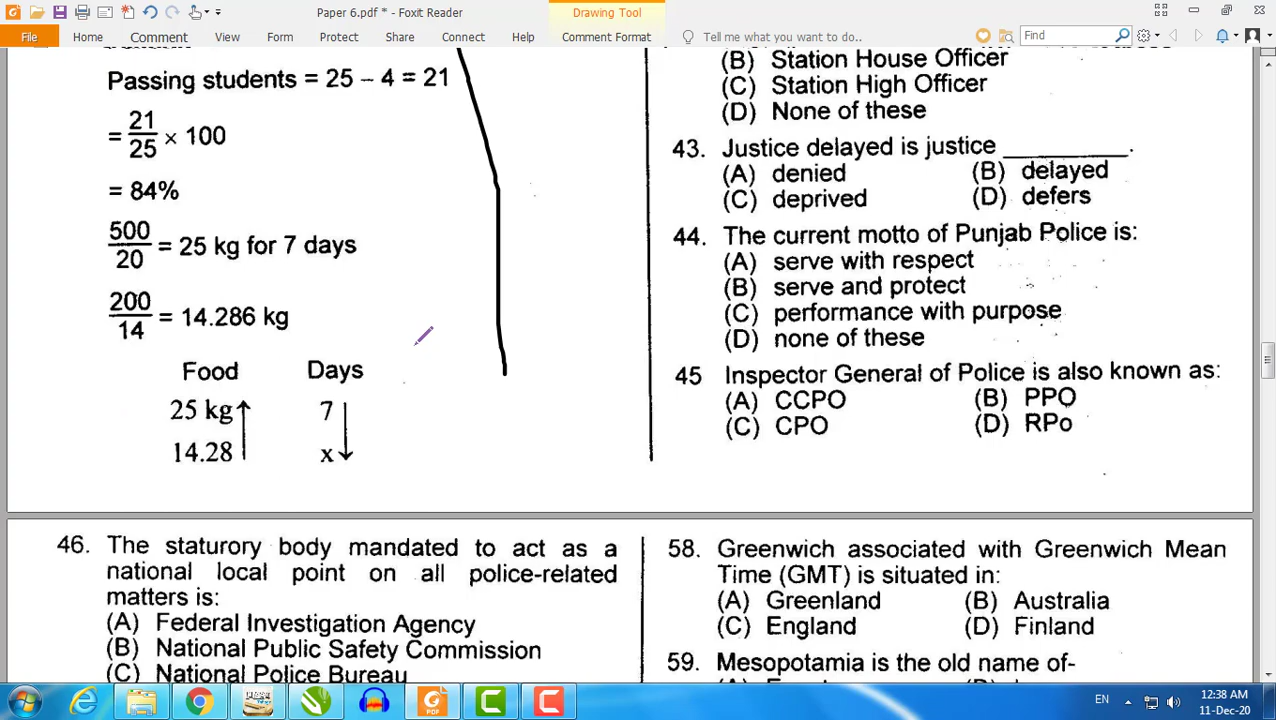 Paper 6.pdf * - Foxit Reader
Drawing Tool
File Home Comment View Form Protect Share Connect Help Comment Format Tell me what you want to do... Find
Passing students = 25 – 4 = 21
= 21/25 × 100
= 84%
500/20 = 25 kg for 7 days
200/14 = 14.286 kg
Food Days
25 kg↑ 7
14.28 x↓
(B) Station House Officer
(C) Station High Officer
(D) None of these
43. Justice delayed is justice __________.
(A) denied (B) delayed
(C) deprived (D) defers
44. The current motto of Punjab Police is:
(A) serve with respect
(B) serve and protect
(C) performance with purpose
(D) none of these
45 Inspector General of Police is also known as:
(A) CCPO (B) PPO
(C) CPO (D) RPo
46. The staturory body mandated to act as a
national local point on all police-related
matters is:
(A) Federal Investigation Agency
(B) National Public Safety Commission
(C) National Police Bureau
58. Greenwich associated with Greenwich Mean
Time (GMT) is situated in:
(A) Greenland (B) Australia
(C) England (D) Finland
59. Mesopotamia is the old name of-
EN 12:38 AM
11-Dec-20